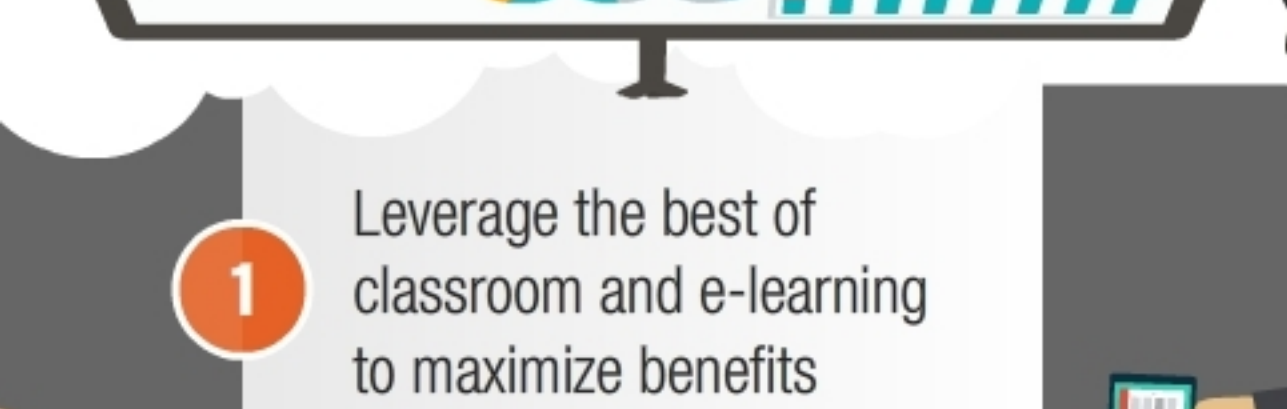 1
Leverage the best of
classroom and e-learning
to maximize benefits